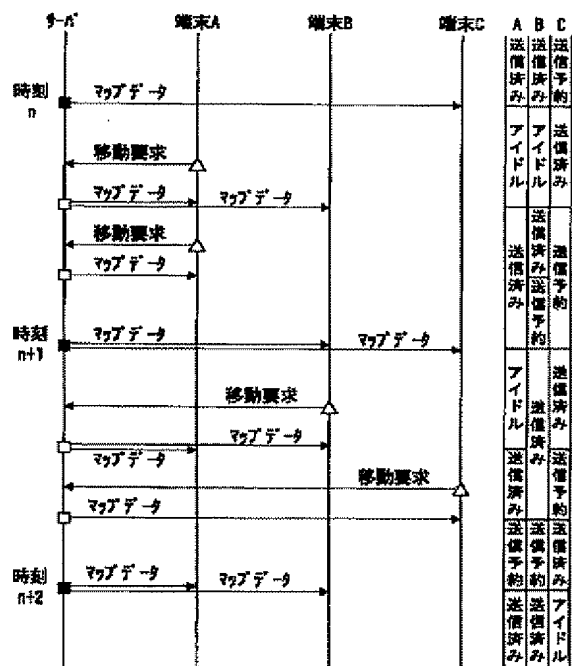 サーバ 端末A 端末B 端末C A B C
送信済み 送信済み 送信予約
時刻n
マップデータ
アイドル アイドル 送信済み
移動要求
マップデータ マップデータ
移動要求
送信済み 送信済み 送信予約
マップデータ
送信予約
時刻n+1
マップデータ マップデータ
アイドル 送信済み 送信済み
移動要求
マップデータ
マップデータ
送信済み 送信予約
移動要求
マップデータ
送信予約 送信予約 送信済み
時刻n+2
マップデータ マップデータ
送信済み 送信済み アイドル